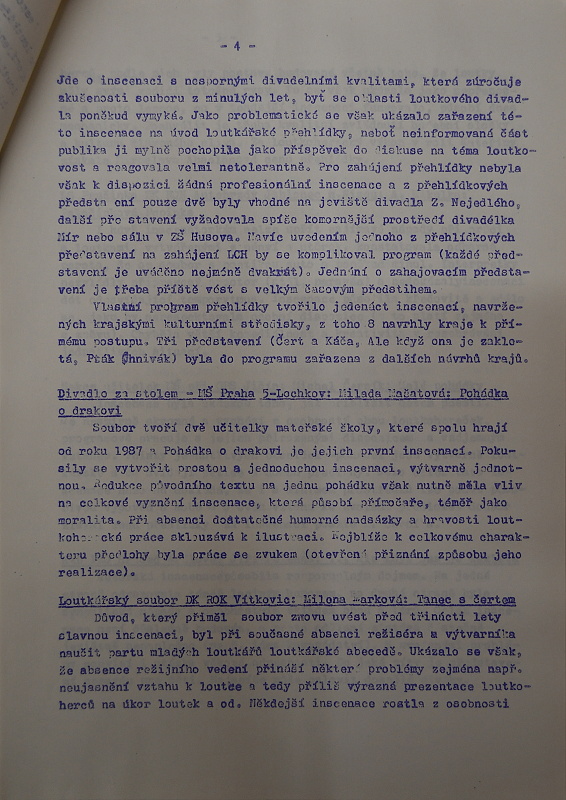 - 4 -
Jde o inscenaci s nespornými divadelními kvalitami, která zúročuje
zkušenosti souboru z minulých let, byť se oblasti loutkového divad-
la poněkud vymyká. Jako problematické se však ukázalo zařazení té-
to inscenace na úvod loutkářské přehlídky, neboť neinformovaná část
publika ji mylně pochopila jako příspěvek do diskuse na téma loutko-
vost a reagovala velmi netolerantně. Pro zahájení přehlídky nebyla
však k dispozici žádná profesionální inscenace a z přehlídkových
představení pouze dvě byly vhodné na jeviště divadla Z. Nejedlého,
další představení vyžadovala spíše komornější prostředí divadélka
Mír nebo sálu v ZŠ Husova. Navíc uvedením jednoho z přehlídkových
představení na zahájení LCH by se komplikoval program (každé před-
stavení je uváděno nejméně dvakrát). Jednání o zahajovacím představe-
vení je třeba příště vést s velkým časovým předstihem.
Vlastní program přehlídky tvořilo jedenáct inscenací, navrže-
ných krajskými kulturními středisky, z toho 8 navrhly kraje k pří-
mému postupu. Tři představení (Čert a Káča, Ale když ona je zakle-
tá, Pták Ohnivák) byla do programu zařazena z dalších návrhů krajů.
Divadlo za stolem - MŠ Praha 5-Lochkov: Milada Mašatová: Pohádka
o drakovi
Soubor tvoří dvě učitelky mateřské školy, které spolu hrají
od roku 1987 a Pohádka o drakovi je jejich první inscenací. Poku-
sily se vytvořit prostou a jednoduchou inscenaci, výtvarně jednot-
nou. Redukce původního textu na jednu pohádku však nutně měla vliv
na celkové vyznění inscenace, která působí přímočaře, téměř jako
moralita. Při absenci dostatečné humorné nadsázky a hravosti lout-
koherecká práce sklouzává k ilustraci. Nejblíže k celkovému charak-
teru předlohy byla práce se zvukem (otevřené přiznání způsobu jeho
realizace).
Loutkářský soubor DK ROK Vítkovic: Milena Marková: Tanec s čertem
Důvod, který přiměl soubor znovu uvést před třinácti lety
slavnou inscenaci, byl při současné absenci režiséra a výtvarníka
naučit partu mladých loutkářů loutkářské abecedě. Ukázalo se však,
že absence režijního vedení přináší některé problémy zejména např.
neujasnění vztahu k loutce a tedy příliš výrazná prezentace loutko-
herců na úkor loutek a od. Někdejší inscenace rostla z osobnosti